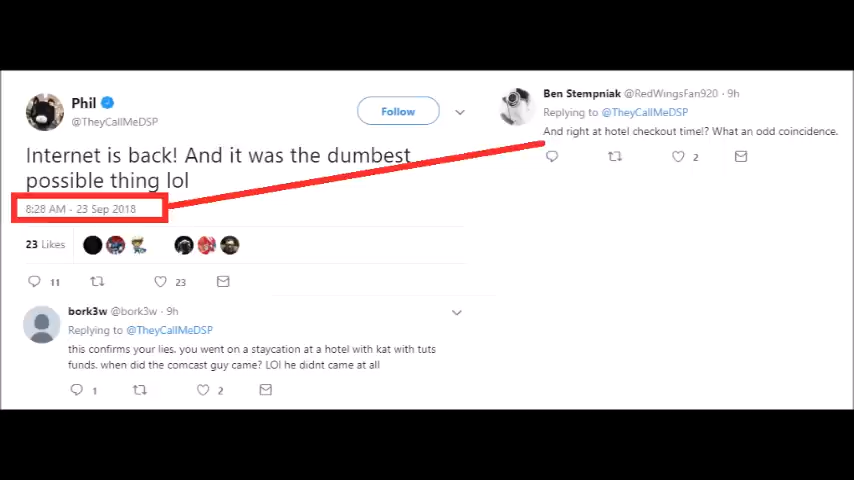 Phil
@TheyCallMeDSP
Follow
Internet is back! And it was the dumbest
possible thing lol
8:28 AM - 23 Sep 2018
23 Likes
11
23
bork3w @bork3w · 9h
Replying to @TheyCallMeDSP
this confirms your lies. you went on a staycation at a hotel with kat with tuts
funds. when did the comcast guy came? LOl he didnt came at all
1
2
Ben Stempniak @RedWingsFan920 · 9h
Replying to @TheyCallMeDSP
And right at hotel checkout time!? What an odd coincidence.
2